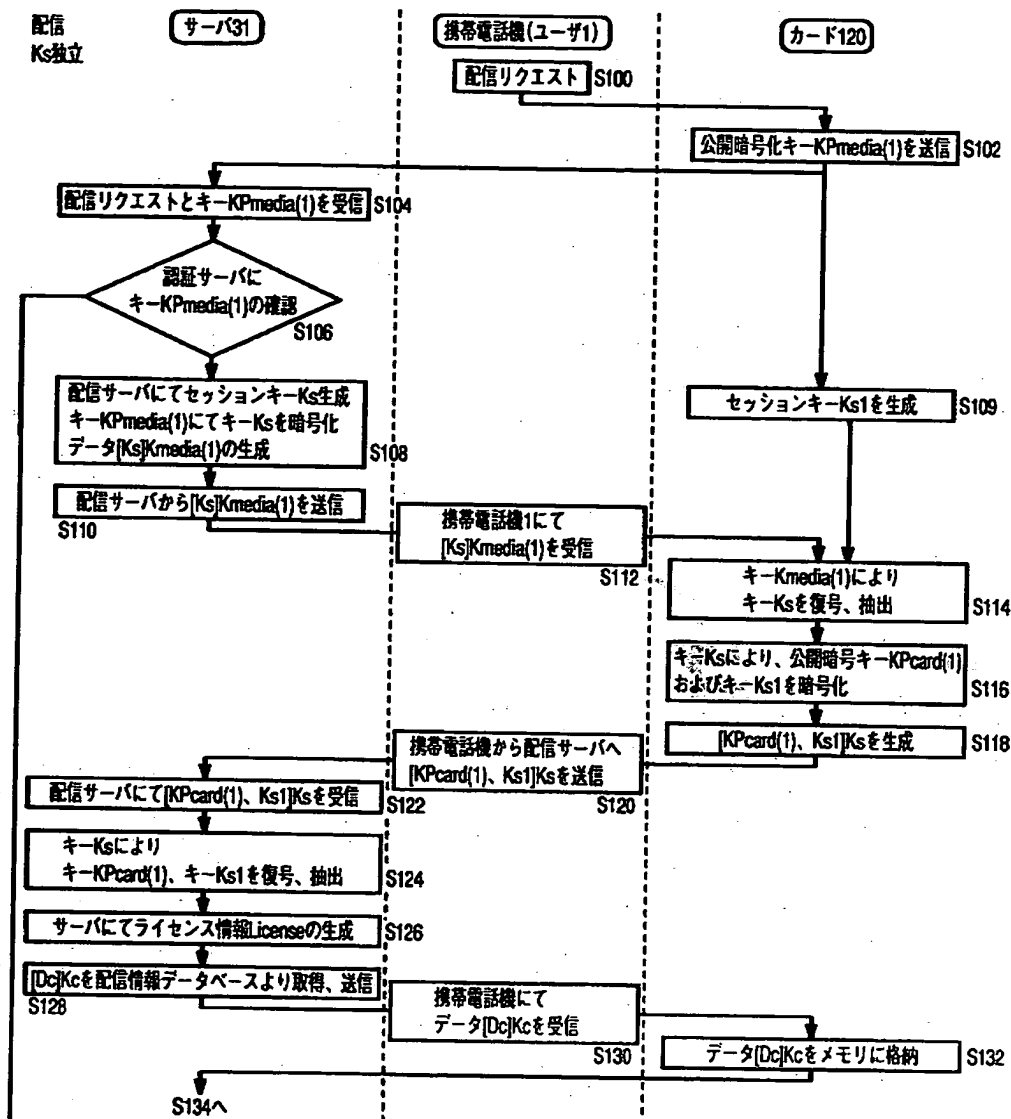 配信
Ks独立
サーバ31
携帯電話機(ユーザ1)
カード120
配信リクエスト
S100
公開暗号化キーKPmedia(1)を送信
S102
配信リクエストとキーKPmedia(1)を受信
S104
認証サーバに
キーKPmedia(1)の確認
S106
配信サーバにてセッションキーKs生成
キーKPmedia(1)にてキーKsを暗号化
データ[Ks]Kmedia(1)の生成
S108
セッションキーKs1を生成
S109
配信サーバから[Ks]Kmedia(1)を送信
S110
携帯電話機1にて
[Ks]Kmedia(1)を受信
S112
キーKmedia(1)により
キーKsを復号、抽出
S114
キーKsにより、公開暗号キーKPcard(1)
およびキーKs1を暗号化
S116
[KPcard(1)、Ks1]Ksを生成
S118
携帯電話機から配信サーバへ
[KPcard(1)、Ks1]Ksを送信
S120
配信サーバにて[KPcard(1)、Ks1]Ksを受信
S122
キーKsにより
キーKPcard(1)、キーKs1を復号、抽出
S124
サーバにてライセンス情報Licenseの生成
S126
[Dc]Kcを配信情報データベースより取得、送信
S128
携帯電話機にて
データ[Dc]Kcを受信
S130
データ[Dc]Kcをメモリに格納
S132
S134へ